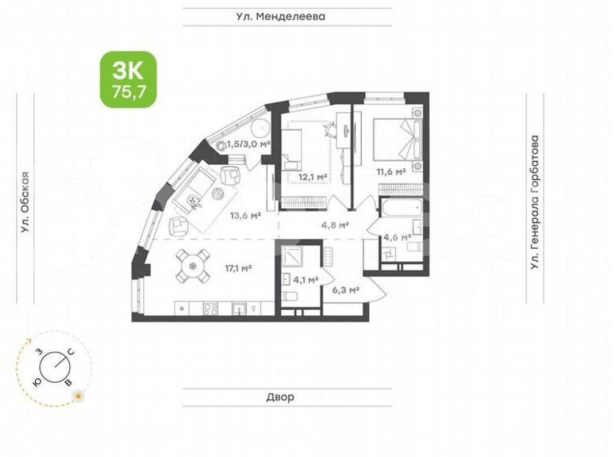 Ул. Менделеева
3К
75,7
1,5/3,0 м²
12,1 м²
11,6 м²
Ул. Обская
Ул. Генерала Горбатова
13,6 м²
4,8 м²
4,6 м²
17,1 м²
4,1 м²
6,3 м²
З
С
Ю
В
Двор